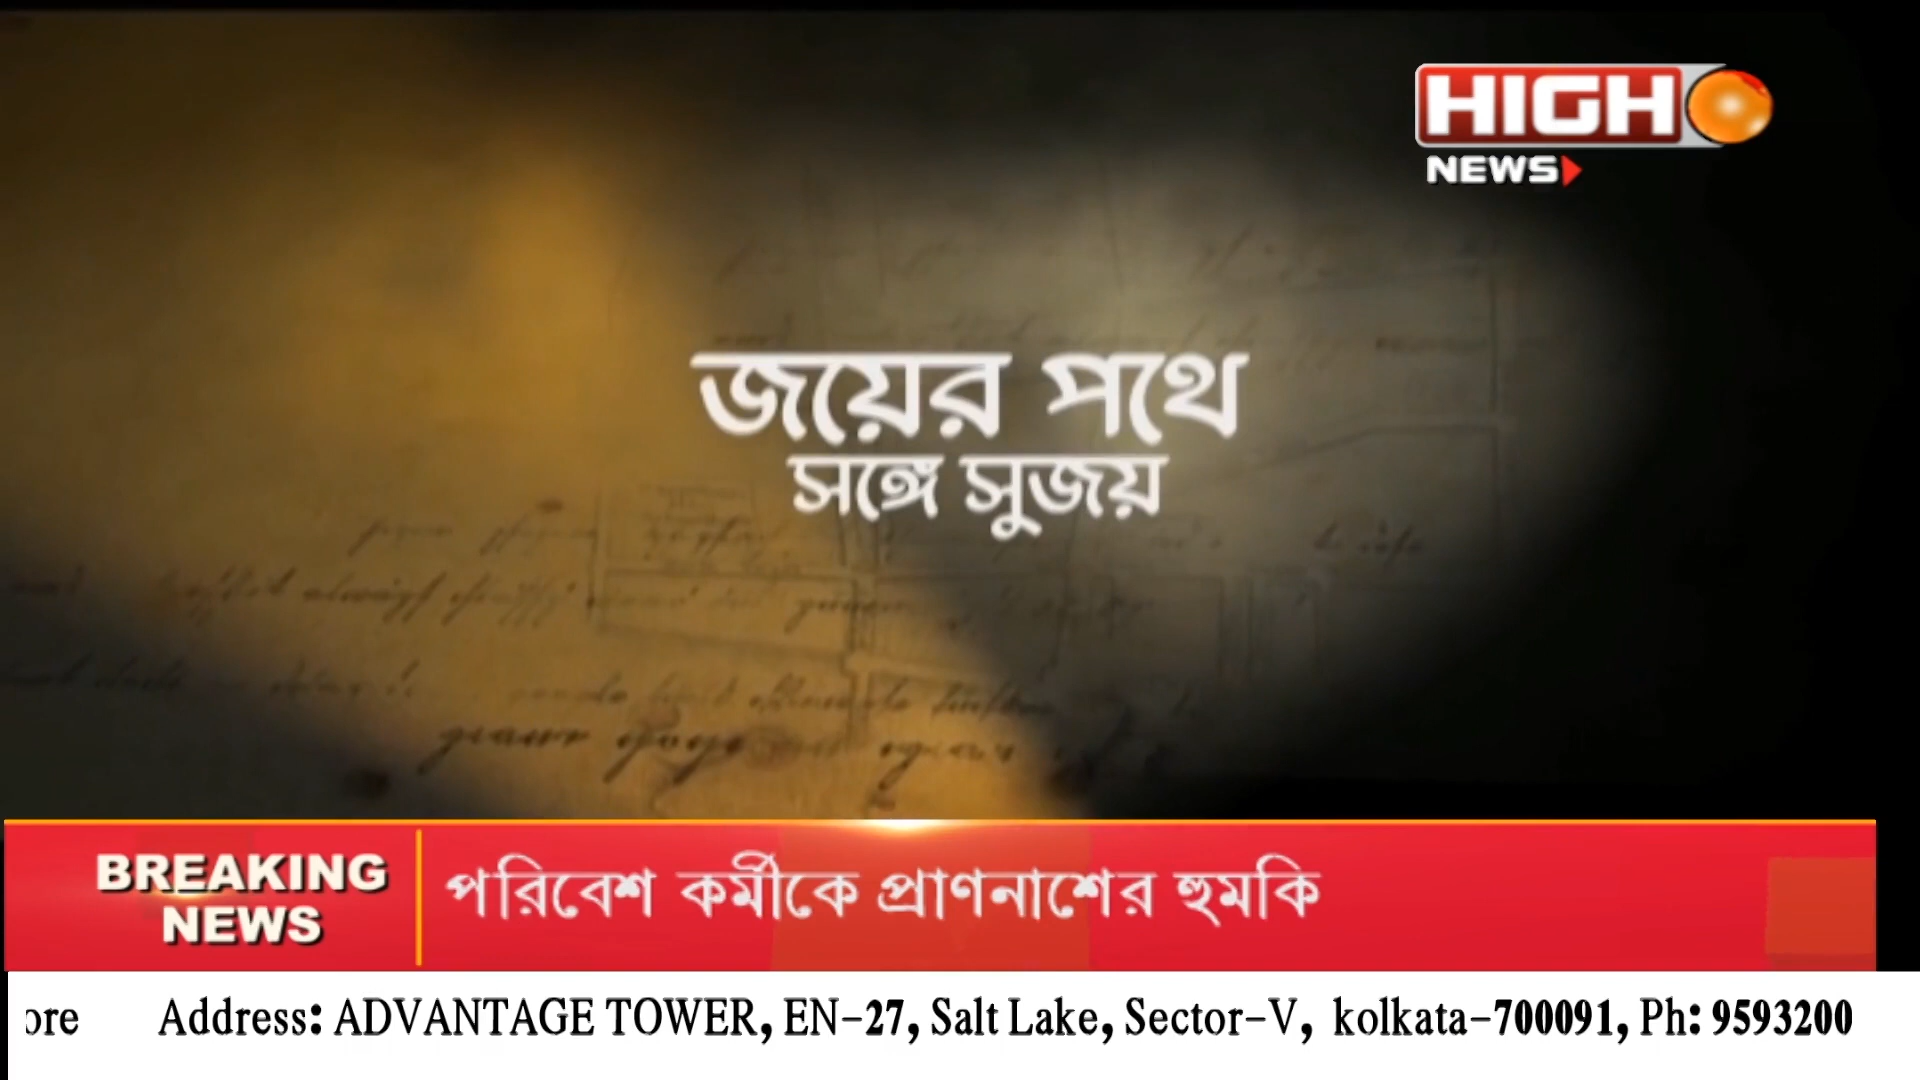 HIGH
NEWS
জয়ের পথে
সঙ্গে সুজয়
BREAKING
NEWS
পরিবেশ কর্মীকে প্রাণনাশের হুমকি
ore Address: ADVANTAGE TOWER, EN-27, Salt Lake, Sector-V, kolkata-700091, Ph: 9593200